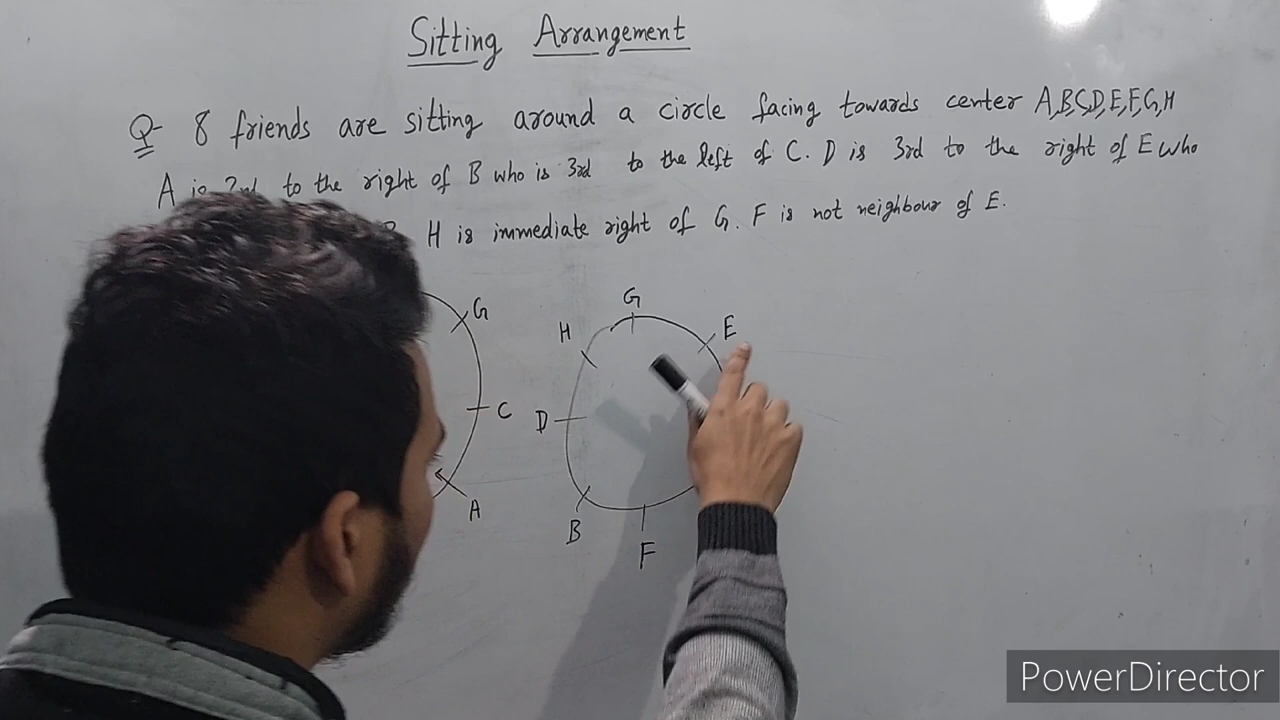 Sitting Arrangement
Q- 8 friends are sitting around a circle facing towards center A,B,C,D,E,F,G,H
A is 2nd to the right of B who is 3rd to the left of C. D is 3rd to the right of E who
H is immediate right of G. F is not neighbour of E.
G
G
E
H
C
D
A
B
F
PowerDirector